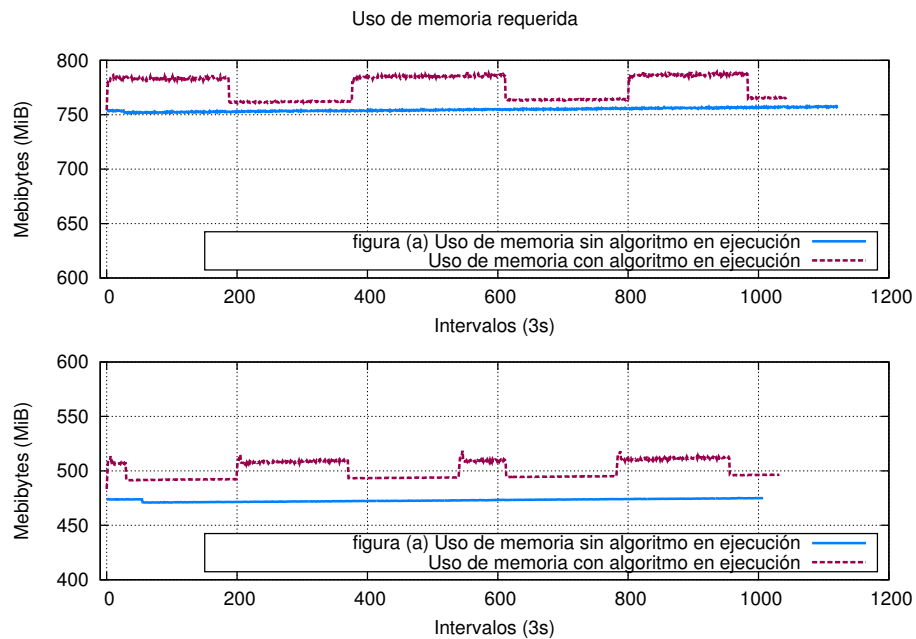 Uso de memoria requerida
800
750
700
650
600
Mebibytes (MiB)
figura (a) Uso de memoria sin algoritmo en ejecución
Uso de memoria con algoritmo en ejecución
0 200 400 600 800 1000 1200
Intervalos (3s)
600
550
500
450
400
Mebibytes (MiB)
figura (a) Uso de memoria sin algoritmo en ejecución
Uso de memoria con algoritmo en ejecución
0 200 400 600 800 1000 1200
Intervalos (3s)